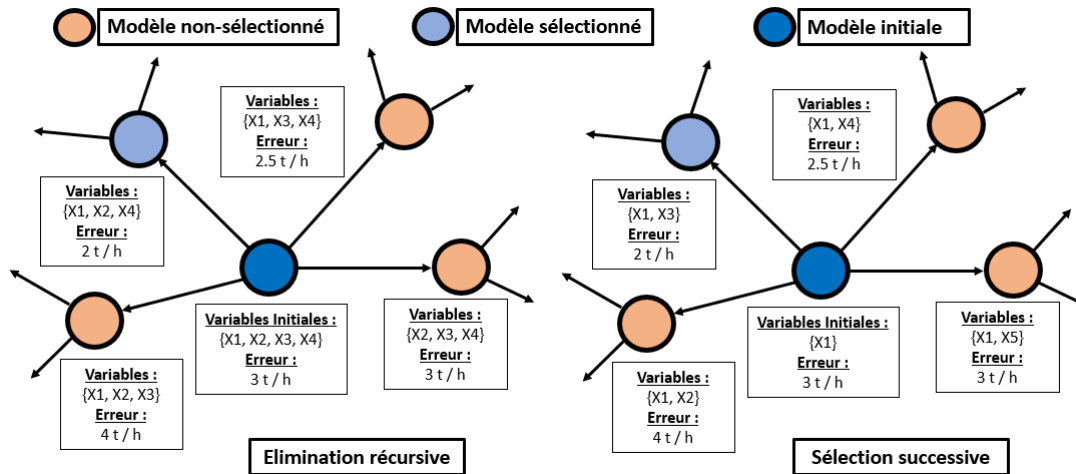 Modèle non-sélectionné
Modèle sélectionné
Modèle initiale
Variables :
{X1, X3, X4}
Erreur :
2.5 t / h
Variables :
{X1, X2, X4}
Erreur :
2 t / h
Variables Initiales :
{X1, X2, X3, X4}
Erreur :
3 t / h
Variables :
{X2, X3, X4}
Erreur :
3 t / h
Variables :
{X1, X2, X3}
Erreur :
4 t / h
Elimination récursive
Variables :
{X1, X4}
Erreur :
2.5 t / h
Variables :
{X1, X3}
Erreur :
2 t / h
Variables Initiales :
{X1}
Erreur :
3 t / h
Variables :
{X1, X5}
Erreur :
3 t / h
Variables :
{X1, X2}
Erreur :
4 t / h
Sélection successive